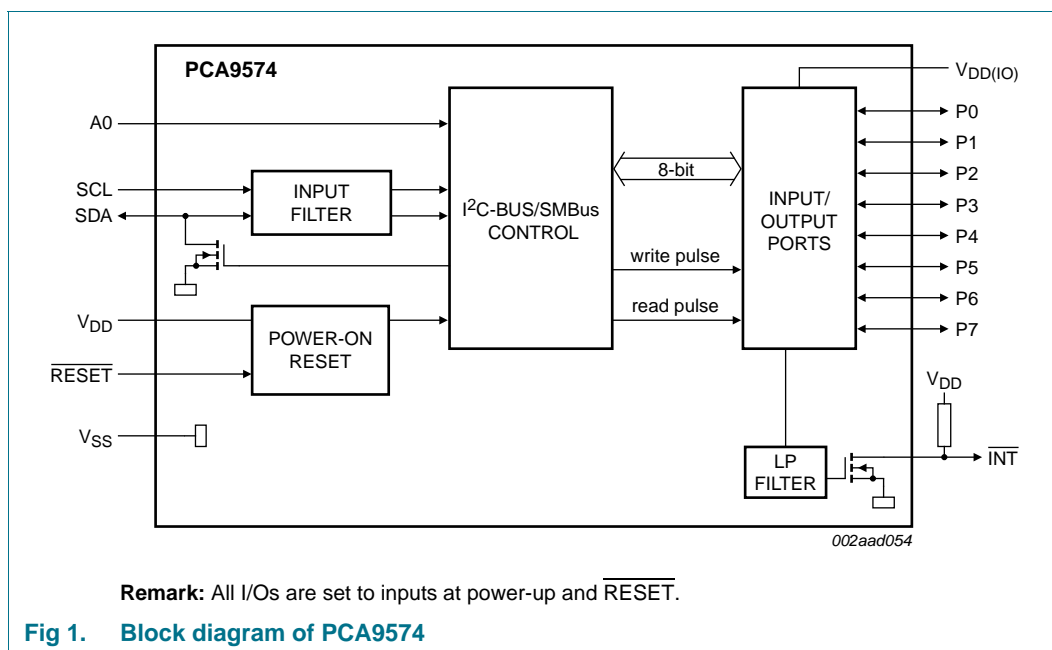 PCA9574
V_DD(IO)
A0
P0
P1
SCL
INPUT
FILTER
8-bit
P2
SDA
I²C-BUS/SMBus
CONTROL
INPUT/
OUTPUT
PORTS
P3
P4
write pulse
P5
V_DD
POWER-ON
RESET
read pulse
P6
P7
RESET
V_DD
V_SS
LP
FILTER
INT
002aad054
Remark: All I/Os are set to inputs at power-up and RESET.
Fig 1. Block diagram of PCA9574